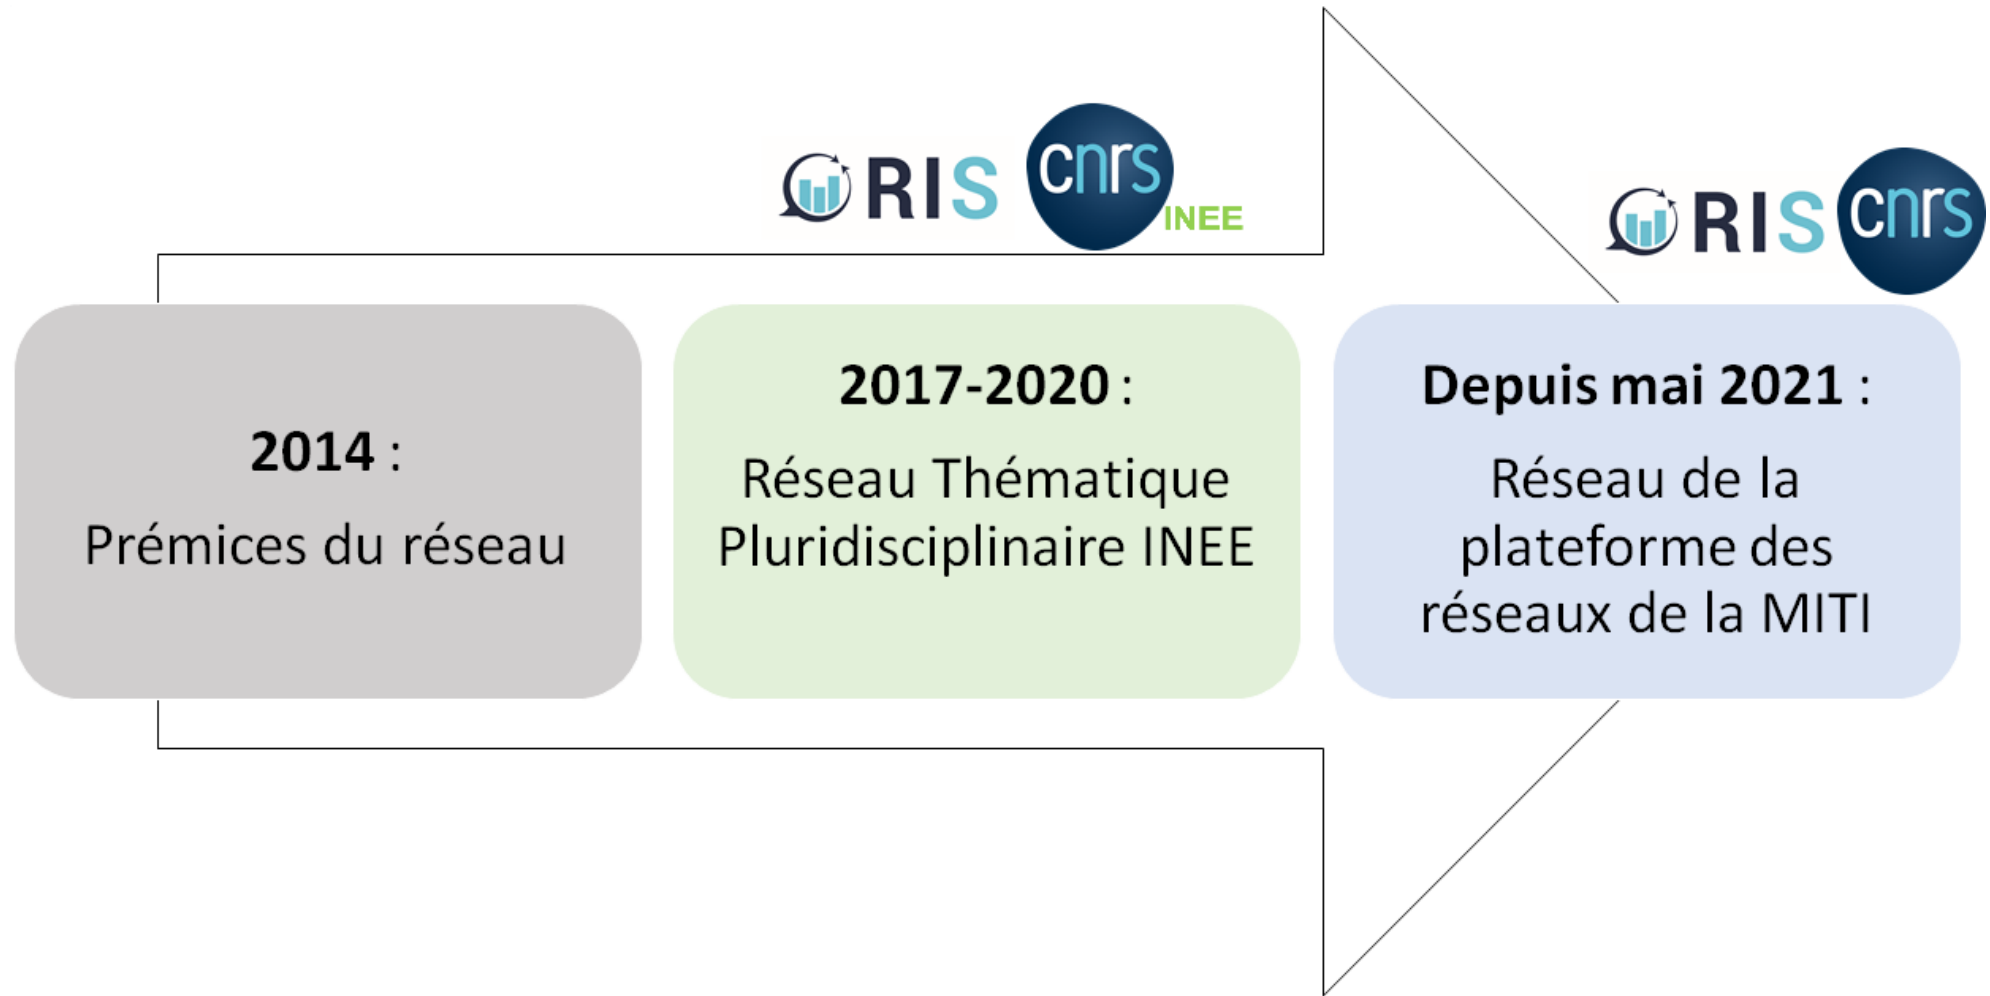 RIS
cnrs
INEE
RIS
cnrs
2014 :
Prémices du réseau
2017-2020 :
Réseau Thématique
Pluridisciplinaire INEE
Depuis mai 2021 :
Réseau de la
plateforme des
réseaux de la MITI